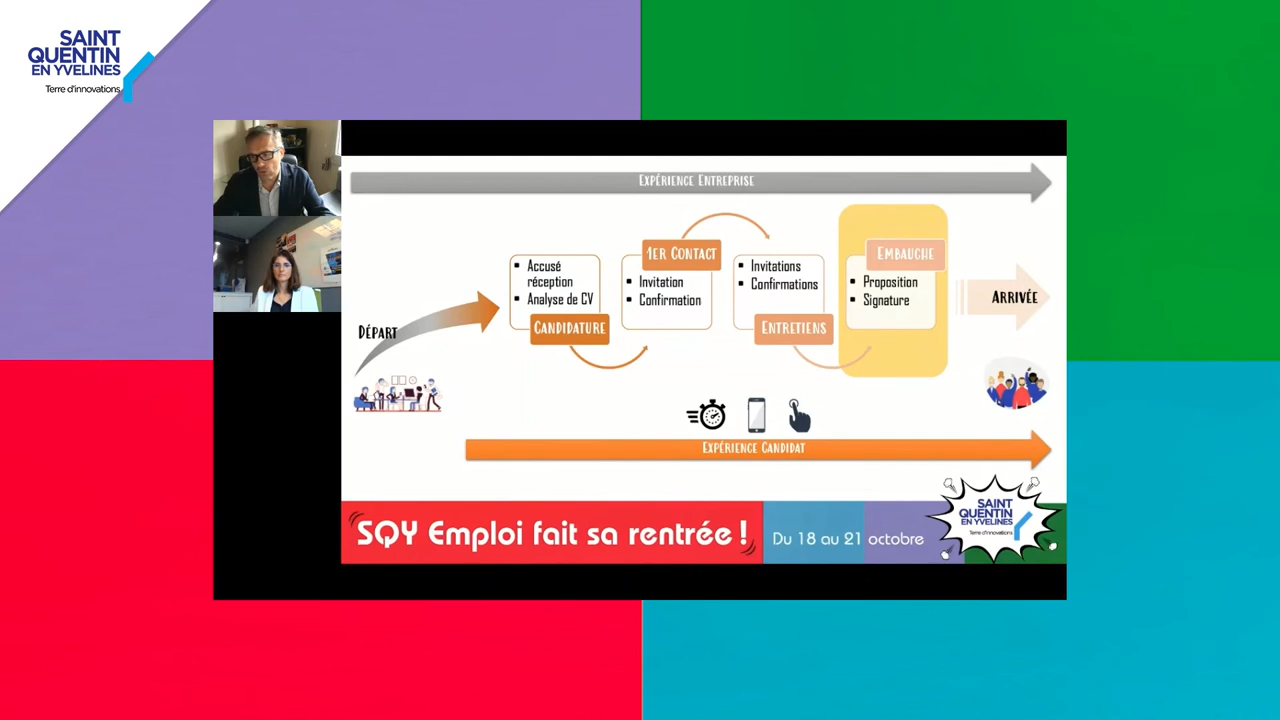 SAINT
QUENTIN
EN YVELINES
Terre d'innovations
EXPÉRIENCE ENTREPRISE
DÉPART
▪ Accusé
réception
▪ Analyse de CV
CANDIDATURE
1ER CONTACT
▪ Invitation
▪ Confirmation
▪ Invitations
▪ Confirmations
ENTRETIENS
EMBAUCHE
▪ Proposition
▪ Signature
ARRIVÉE
EXPÉRIENCE CANDIDAT
SQY Emploi fait sa rentrée !
Du 18 au 21 octobre
SAINT
QUENTIN
EN YVELINES
Terre d'innovations